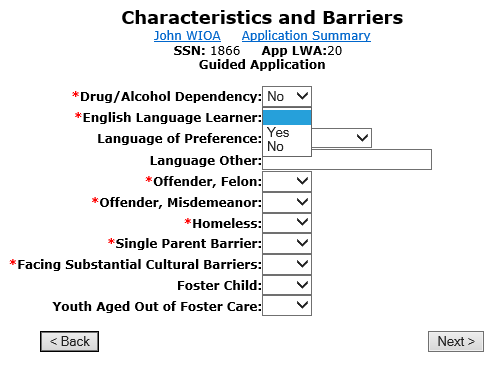 Characteristics and Barriers
John WIOA Application Summary
SSN: 1866 App LWA:20
Guided Application
*Drug/Alcohol Dependency: No
*English Language Learner:
Yes
No
Language of Preference:
Language Other:
*Offender, Felon:
*Offender, Misdemeanor:
*Homeless:
*Single Parent Barrier:
*Facing Substantial Cultural Barriers:
Foster Child:
Youth Aged Out of Foster Care:
< Back Next >